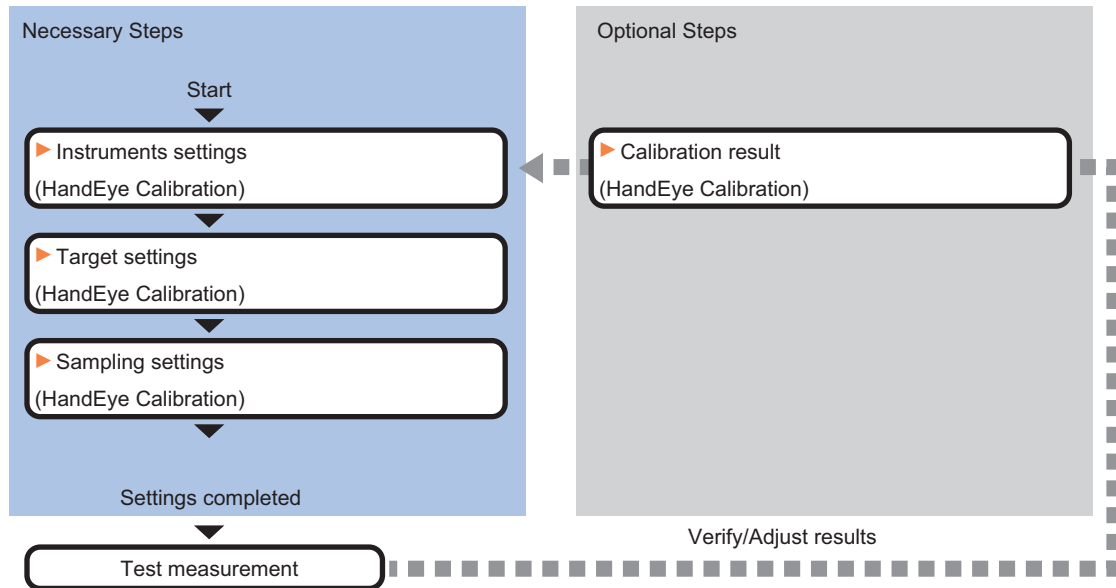 Necessary Steps
Start
Instruments settings
(HandEye Calibration)
Target settings
(HandEye Calibration)
Sampling settings
(HandEye Calibration)
Settings completed
Test measurement
Optional Steps
Calibration result
(HandEye Calibration)
Verify/Adjust results